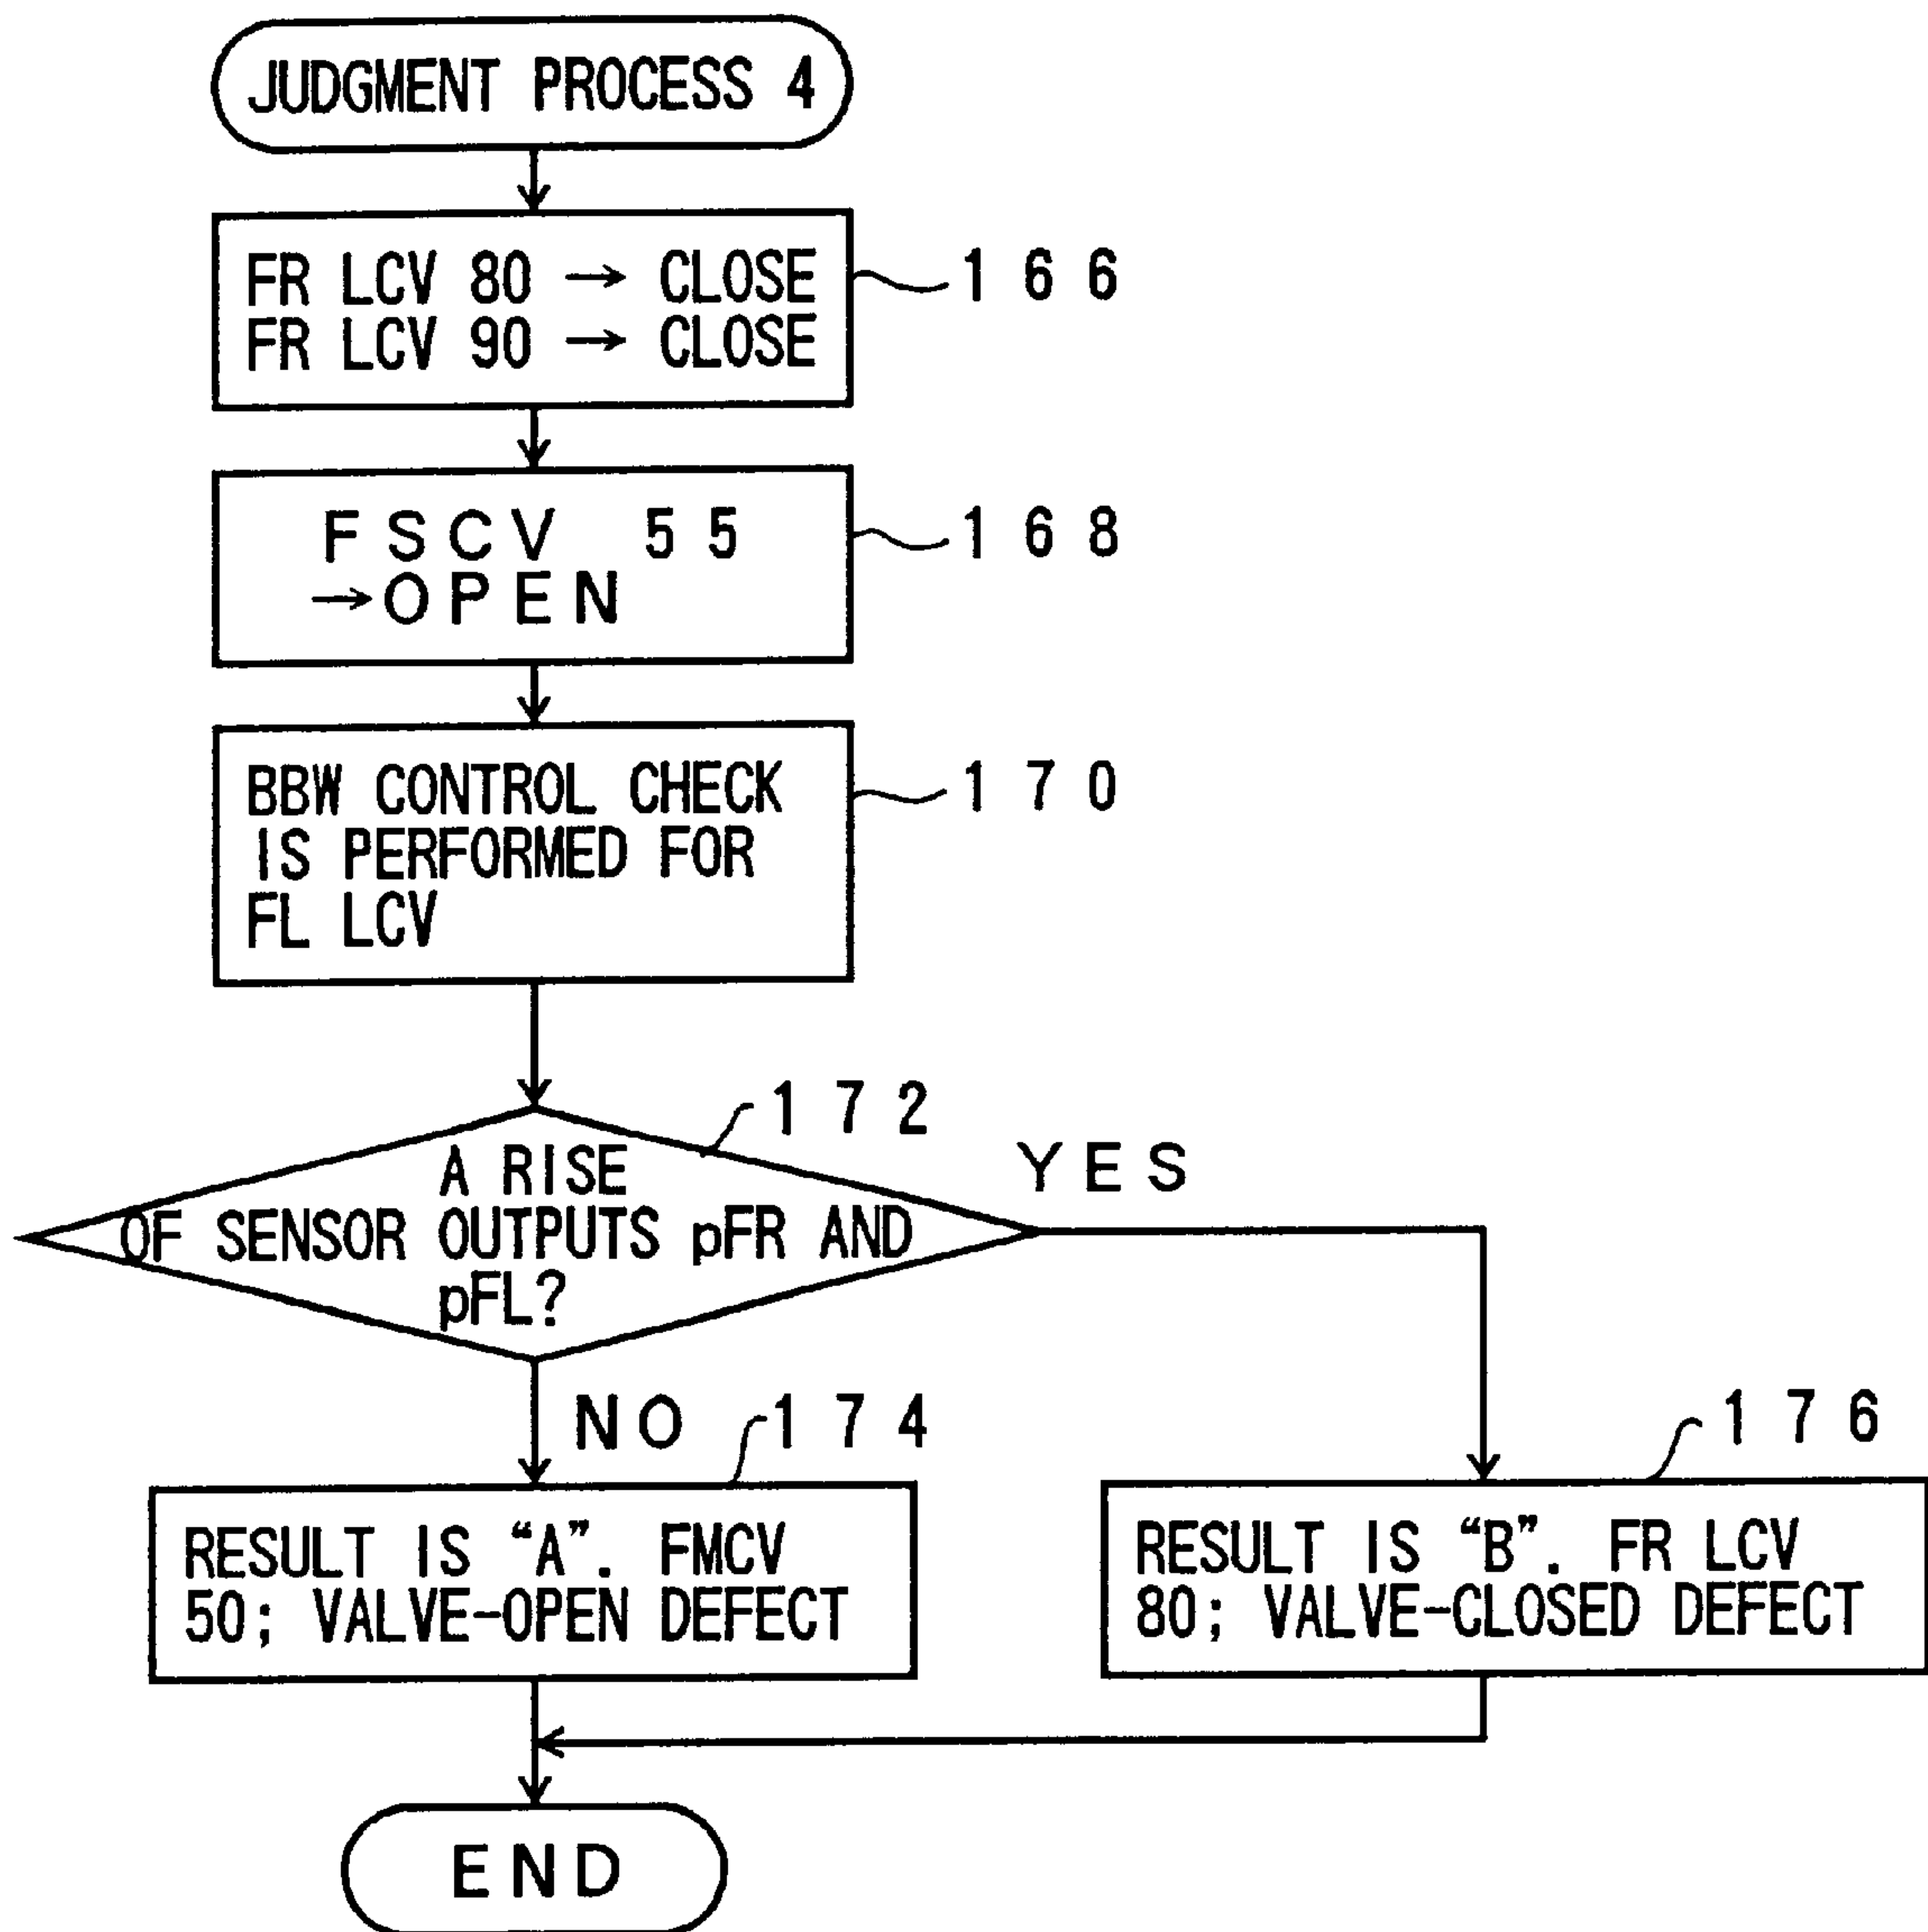 JUDGMENT PROCESS 4
FR LCV 80 → CLOSE
FR LCV 90 → CLOSE
166
FSCV 55
→OPEN
168
BBW CONTROL CHECK
IS PERFORMED FOR
FL LCV
170
172
A RISE
OF SENSOR OUTPUTS pFR AND
pFL?
YES
NO
174
RESULT IS “A”. FMCV
50; VALVE-OPEN DEFECT
176
RESULT IS “B”. FR LCV
80; VALVE-CLOSED DEFECT
END